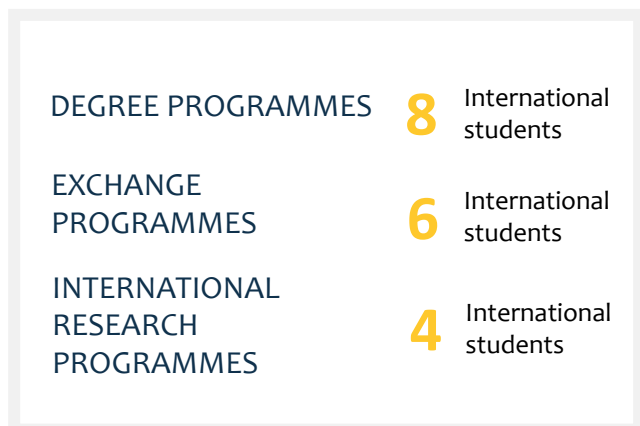 DEGREE PROGRAMMES
8
International
students
EXCHANGE
PROGRAMMES
6
International
students
INTERNATIONAL
RESEARCH
PROGRAMMES
4
International
students